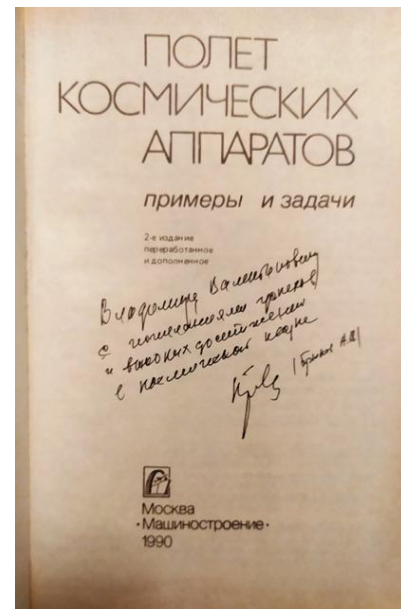 ПОЛЕТ
КОСМИЧЕСКИХ
АППАРАТОВ
примеры и задачи
2-е издание
переработанное
и дополненное
Владимиру Валентиновичу
с пожеланиями успехов
и высоких достижений
в космической науке
Москва
•Машиностроение•
1990